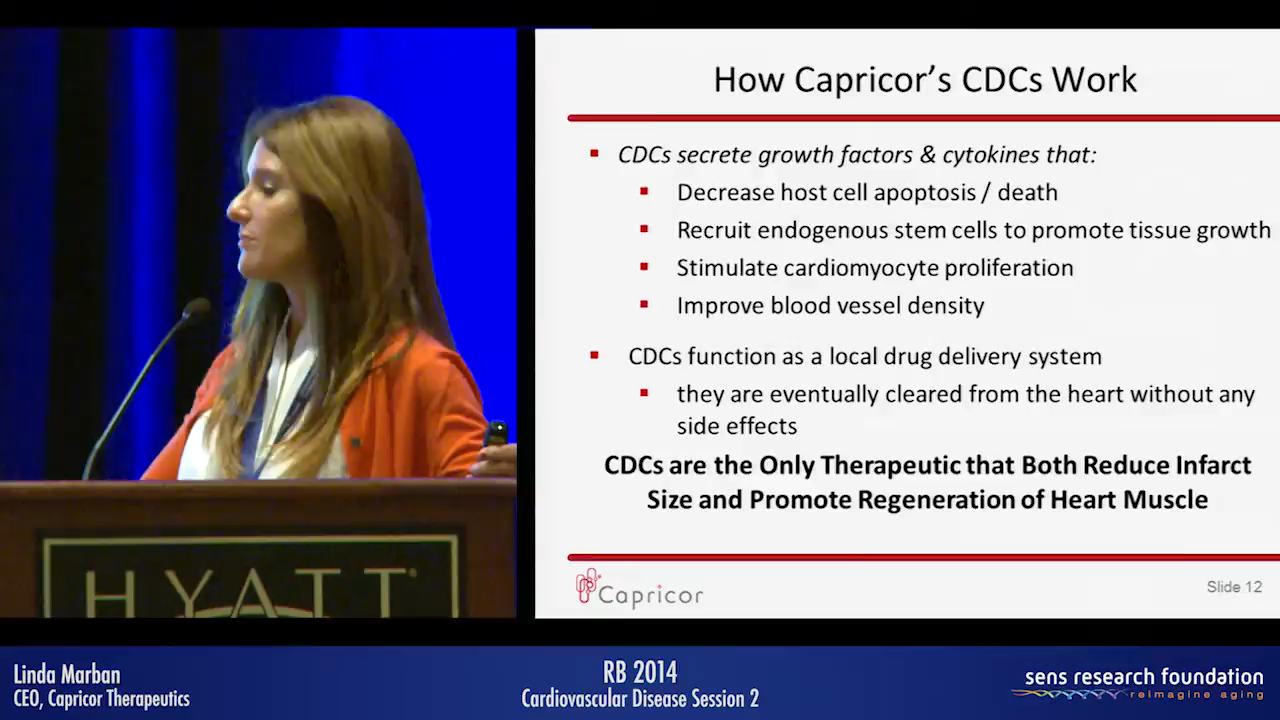 How Capricor's CDCs Work
▪ CDCs secrete growth factors & cytokines that:
▪ Decrease host cell apoptosis / death
▪ Recruit endogenous stem cells to promote tissue growth
▪ Stimulate cardiomyocyte proliferation
▪ Improve blood vessel density
▪ CDCs function as a local drug delivery system
▪ they are eventually cleared from the heart without any
side effects
CDCs are the Only Therapeutic that Both Reduce Infarct
Size and Promote Regeneration of Heart Muscle
Capricor
Slide 12
HYATT
Linda Marban
CEO, Capricor Therapeutics
RB 2014
Cardiovascular Disease Session 2
sens research foundation
reimagine aging